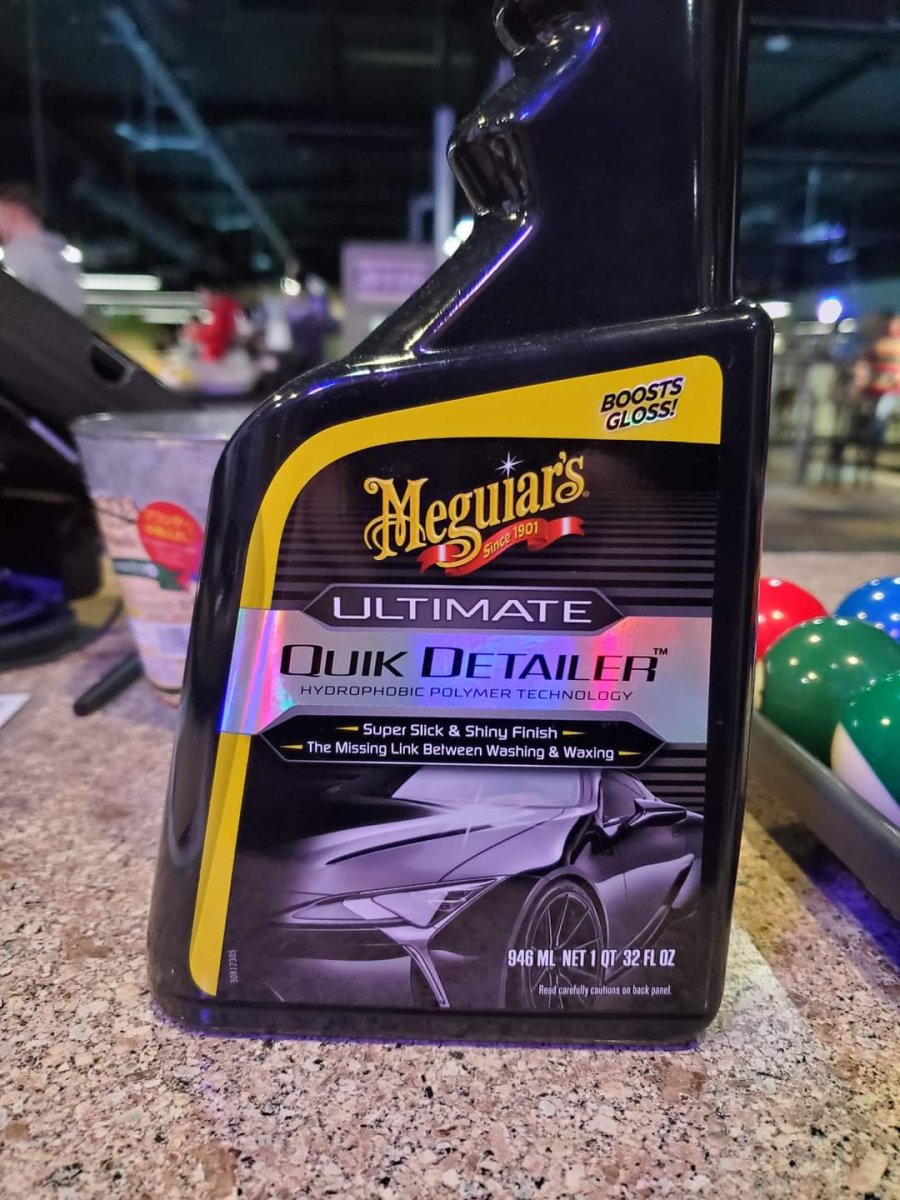 BOOSTS
GLOSS!
Meguiar's
Since 1901
ULTIMATE
QUIK DETAILER™
HYDROPHOBIC POLYMER TECHNOLOGY
Super Slick & Shiny Finish
The Missing Link Between Washing & Waxing
946 ML NET 1 QT 32 FL OZ
Read carefully cautions on back panel.
30812305